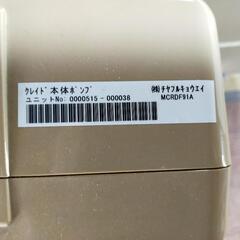 ｸﾚｲﾄﾞ 本体ﾎﾟﾝﾌﾟ
㈱ﾁﾔﾌﾙｷｭｳｴｲ
ユニットNo: 0000515 - 000038
MCRDF91A